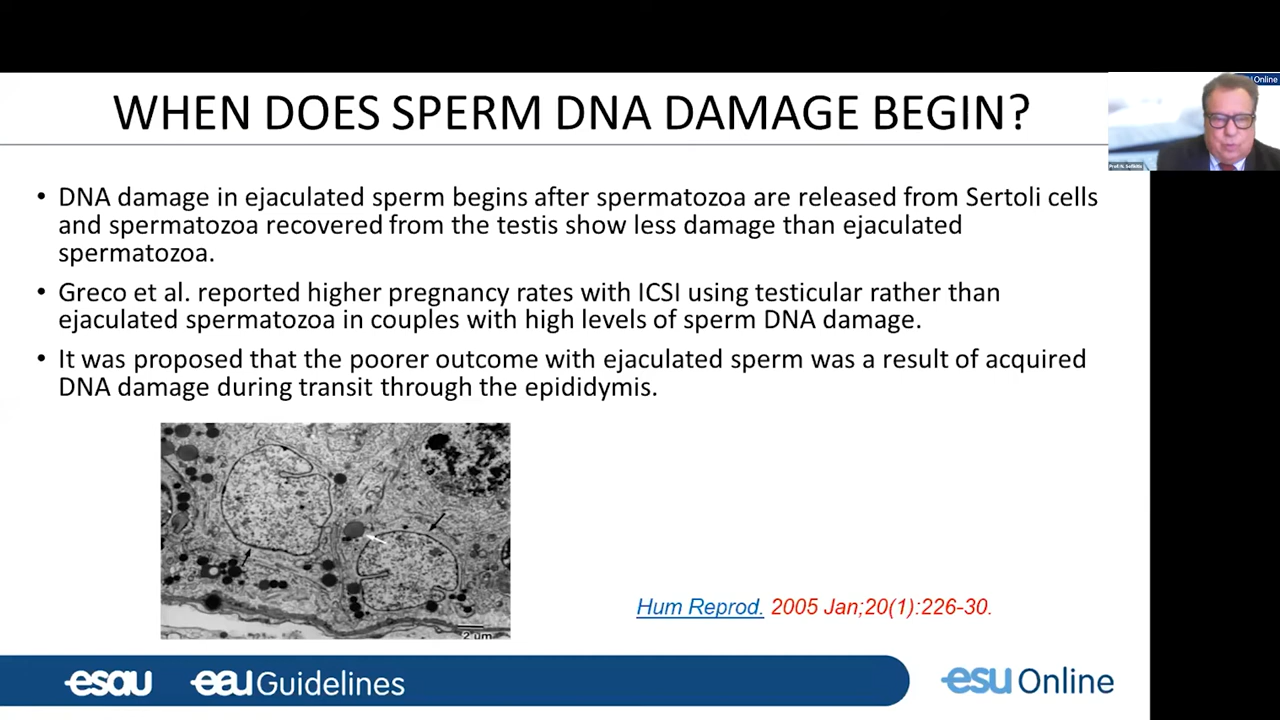 WHEN DOES SPERM DNA DAMAGE BEGIN?
U Online
Prof. N. Sofikitis
• DNA damage in ejaculated sperm begins after spermatozoa are released from Sertoli cells
and spermatozoa recovered from the testis show less damage than ejaculated
spermatozoa.
• Greco et al. reported higher pregnancy rates with ICSI using testicular rather than
ejaculated spermatozoa in couples with high levels of sperm DNA damage.
• It was proposed that the poorer outcome with ejaculated sperm was a result of acquired
DNA damage during transit through the epididymis.
2 um
Hum Reprod. 2005 Jan;20(1):226-30.
esau eau Guidelines
esu Online